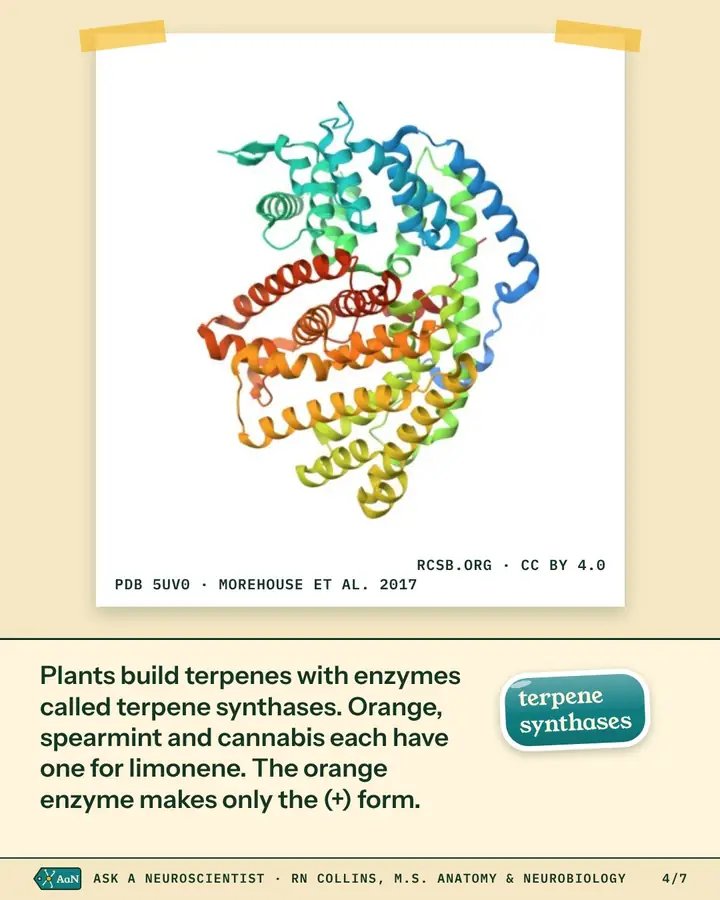 RCSB.ORG · CC BY 4.0
PDB 5UV0 · MOREHOUSE ET AL. 2017
Plants build terpenes with enzymes
called terpene synthases. Orange,
spearmint and cannabis each have
one for limonene. The orange
enzyme makes only the (+) form.
terpene
synthases
AaN
ASK A NEUROSCIENTIST · RN COLLINS, M.S. ANATOMY & NEUROBIOLOGY
4/7